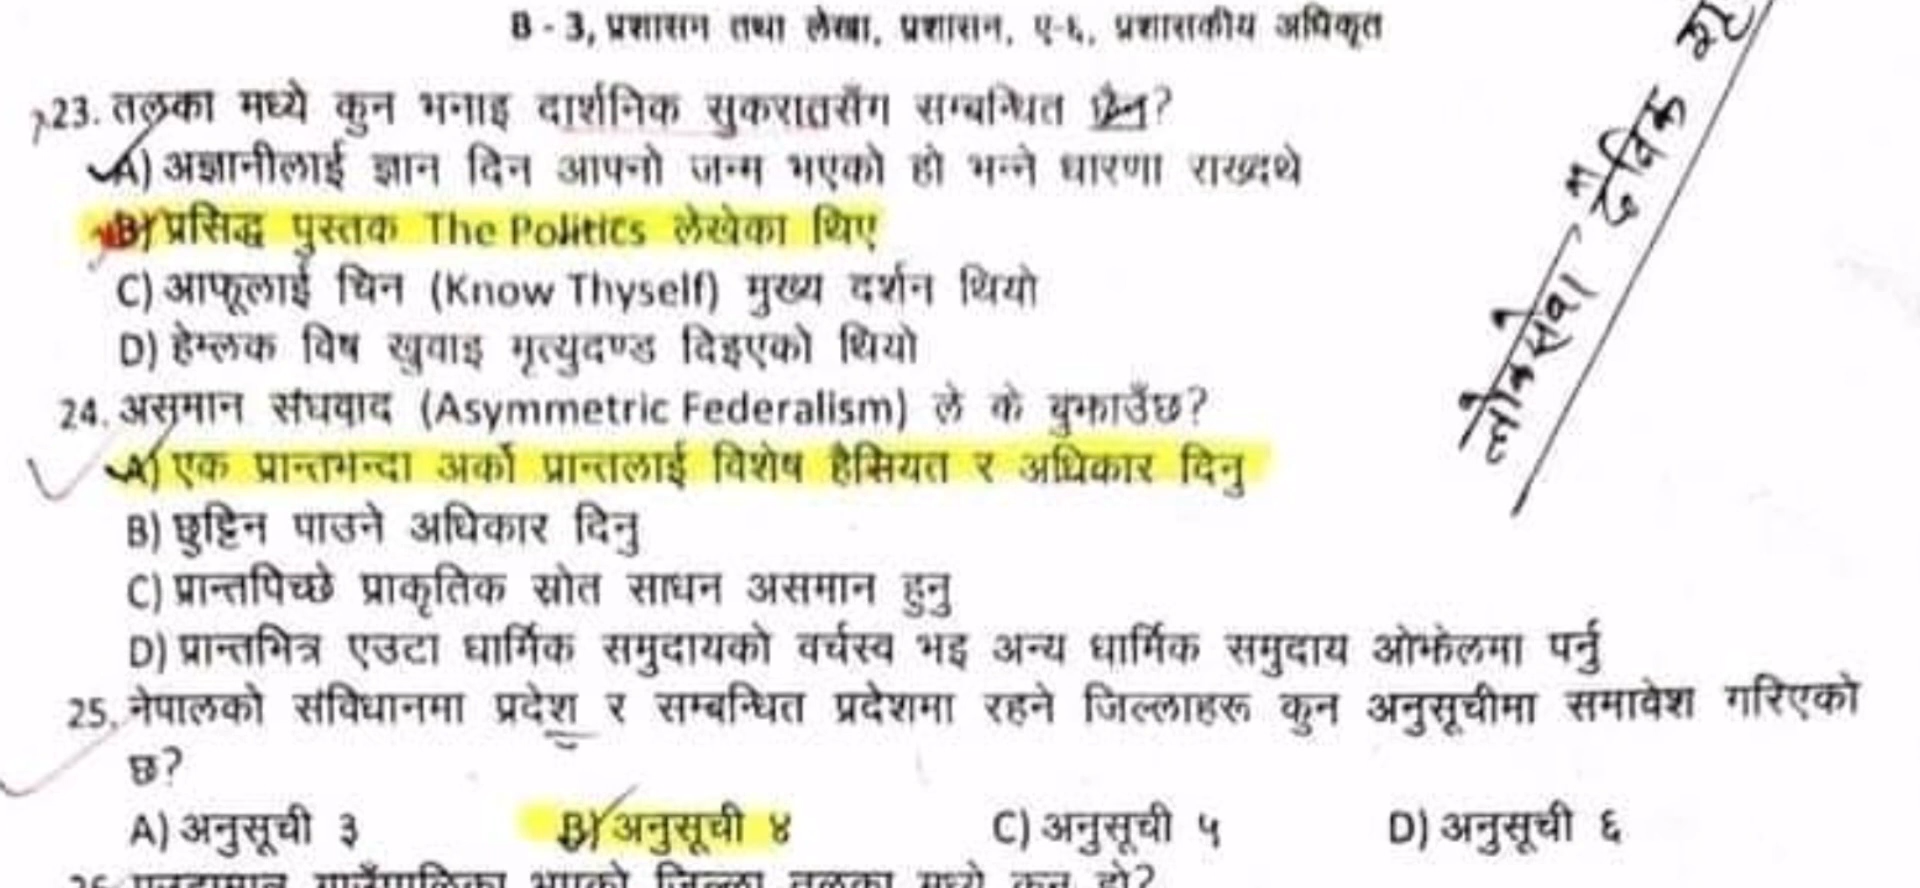 B - 3, प्रशासन तथा लेखा, प्रशासन, ए-६, प्रशासकीय अधिकृत
23. तलका मध्ये कुन भनाइ दार्शनिक सुकरातसँग सम्बन्धित छैन?
A) अज्ञानीलाई ज्ञान दिन आफ्नो जन्म भएको हो भन्ने धारणा राख्दथे
B) प्रसिद्ध पुस्तक The Politics लेखेका थिए
C) आफूलाई चिन (Know Thyself) मुख्य दर्शन थियो
D) हेम्लक विष खुवाइ मृत्युदण्ड दिइएको थियो
24. असमान संघवाद (Asymmetric Federalism) ले के बुझाउँछ?
A) एक प्रान्तभन्दा अर्को प्रान्तलाई विशेष हैसियत र अधिकार दिनु
B) छुट्टिन पाउने अधिकार दिनु
C) प्रान्तपिच्छे प्राकृतिक स्रोत साधन असमान हुनु
D) प्रान्तभित्र एउटा धार्मिक समुदायको वर्चस्व भइ अन्य धार्मिक समुदाय ओझेलमा पर्नु
25. नेपालको संविधानमा प्रदेश र सम्बन्धित प्रदेशमा रहने जिल्लाहरू कुन अनुसूचीमा समावेश गरिएको
छ?
A) अनुसूची ३ B) अनुसूची ४ C) अनुसूची ५ D) अनुसूची ६
गाउँपालिका भएको जिल्ला तलका मध्ये कुन हो?
लोकसेवा